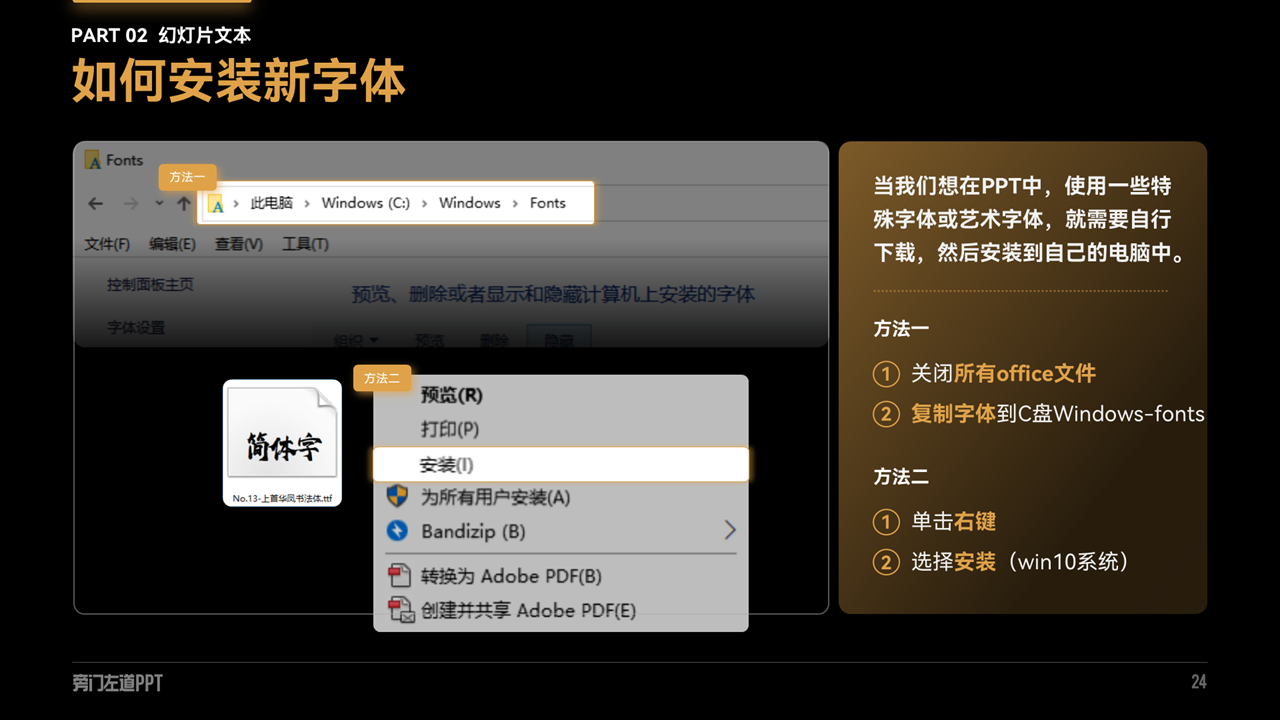 PART 02 幻灯片文本
如何安装新字体
Fonts
方法一
此电脑 › Windows (C:) › Windows › Fonts
文件(F) 编辑(E) 查看(V) 工具(T)
控制面板主页
预览、删除或者显示和隐藏计算机上安装的字体
字体设置
组织 预览 删除 隐藏
方法二
简体字
No.13-上首华凤书法体.ttf
预览(R)
打印(P)
安装(I)
为所有用户安装(A)
Bandizip (B)
转换为 Adobe PDF(B)
创建并共享 Adobe PDF(E)
当我们想在PPT中，使用一些特
殊字体或艺术字体，就需要自行
下载，然后安装到自己的电脑中。
方法一
① 关闭所有office文件
② 复制字体到C盘Windows-fonts
方法二
① 单击右键
② 选择安装（win10系统）
旁门左道PPT
24